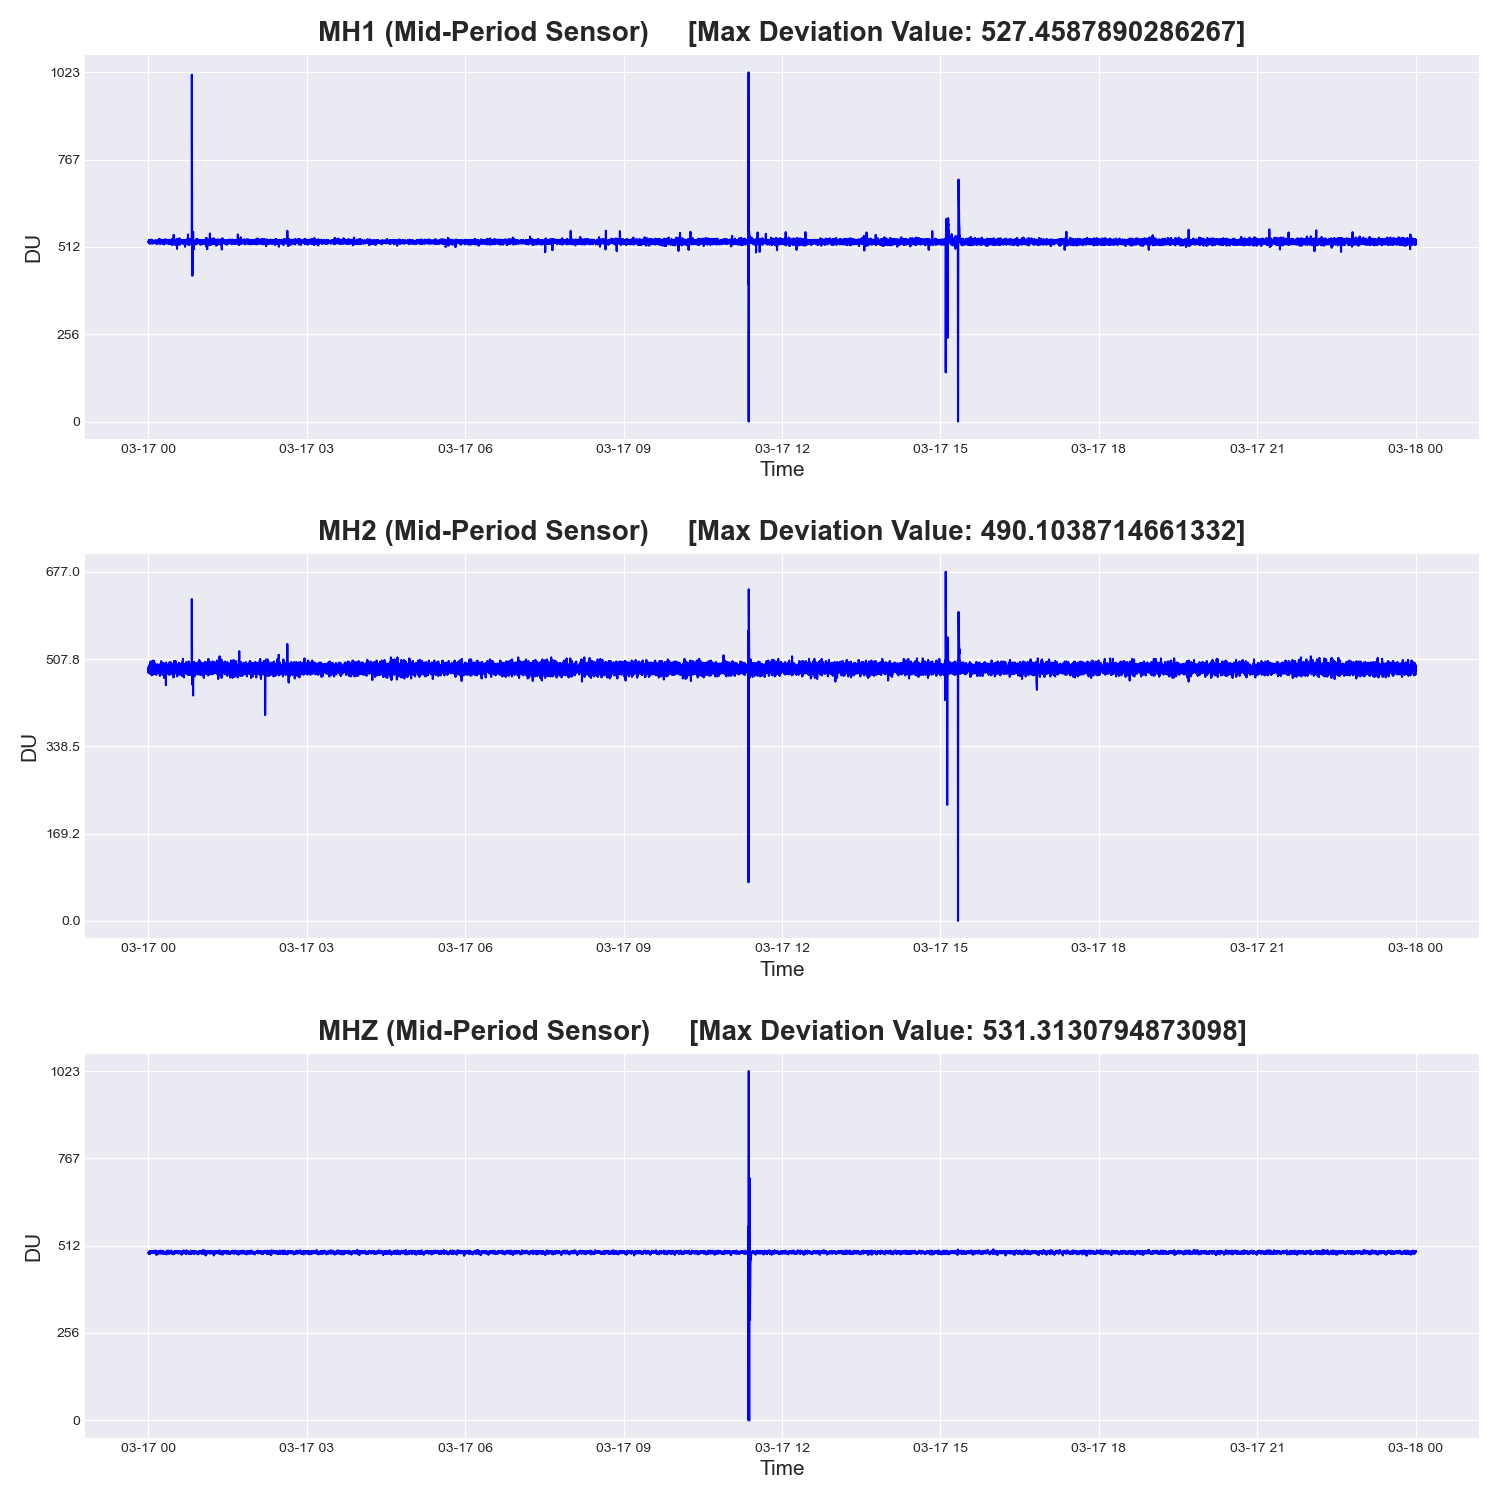 MH1 (Mid-Period Sensor) [Max Deviation Value: 527.4587890286267]
1023
767
512
256
0
DU
03-17 00 03-17 03 03-17 06 03-17 09 03-17 12 03-17 15 03-17 18 03-17 21 03-18 00
Time
MH2 (Mid-Period Sensor) [Max Deviation Value: 490.1038714661332]
677.0
507.8
338.5
169.2
0.0
DU
03-17 00 03-17 03 03-17 06 03-17 09 03-17 12 03-17 15 03-17 18 03-17 21 03-18 00
Time
MHZ (Mid-Period Sensor) [Max Deviation Value: 531.3130794873098]
1023
767
512
256
0
DU
03-17 00 03-17 03 03-17 06 03-17 09 03-17 12 03-17 15 03-17 18 03-17 21 03-18 00
Time